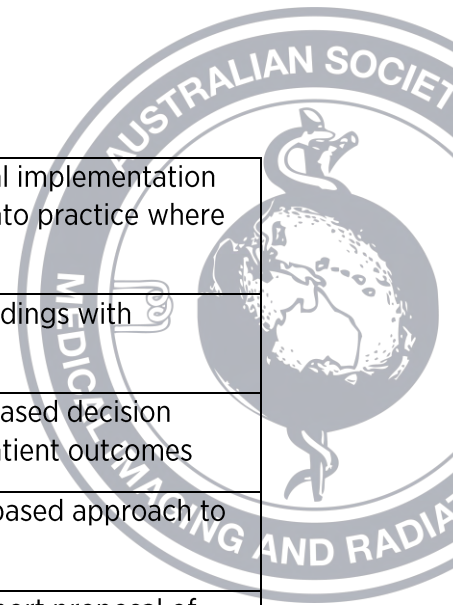 AUSTRALIAN SOCIET
MEDICAL IMAGING AND RADIA
l implementation
nto practice where
dings with
ased decision
tient outcomes
based approach to